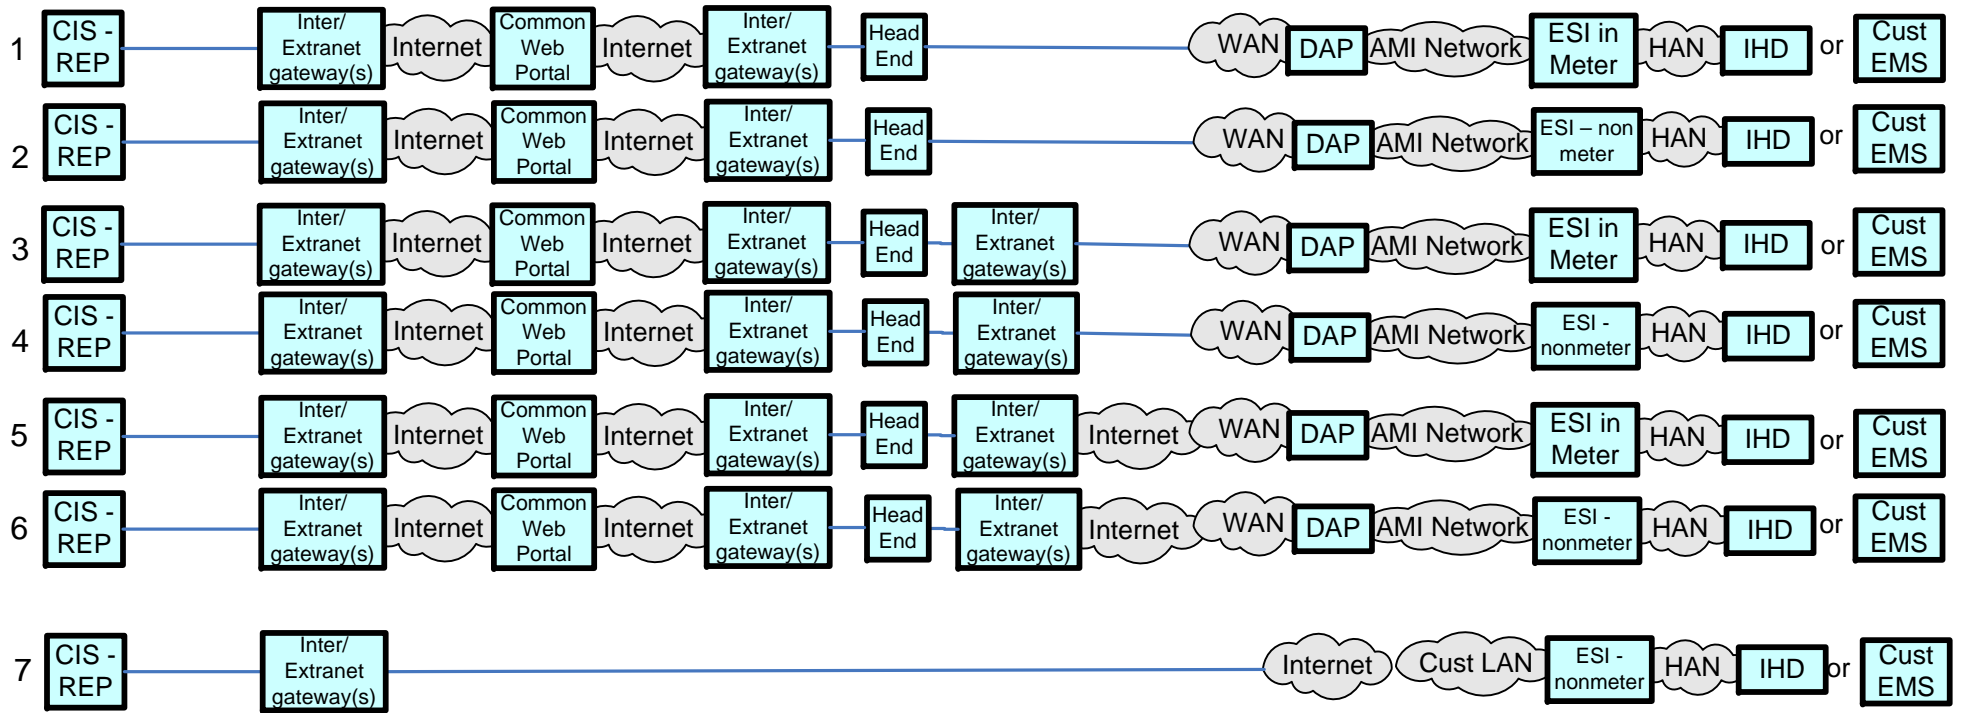 1
CIS -
REP
Inter/
Extranet
gateway(s)
Internet
Common
Web
Portal
Internet
Inter/
Extranet
gateway(s)
Head
End
WAN
DAP
AMI Network
ESI in
Meter
HAN
IHD
or
Cust
EMS
2
CIS -
REP
Inter/
Extranet
gateway(s)
Internet
Common
Web
Portal
Internet
Inter/
Extranet
gateway(s)
Head
End
WAN
DAP
AMI Network
ESI – non
meter
HAN
IHD
or
Cust
EMS
3
CIS -
REP
Inter/
Extranet
gateway(s)
Internet
Common
Web
Portal
Internet
Inter/
Extranet
gateway(s)
Head
End
Inter/
Extranet
gateway(s)
WAN
DAP
AMI Network
ESI in
Meter
HAN
IHD
or
Cust
EMS
4
CIS -
REP
Inter/
Extranet
gateway(s)
Internet
Common
Web
Portal
Internet
Inter/
Extranet
gateway(s)
Head
End
Inter/
Extranet
gateway(s)
WAN
DAP
AMI Network
ESI -
nonmeter
HAN
IHD
or
Cust
EMS
5
CIS -
REP
Inter/
Extranet
gateway(s)
Internet
Common
Web
Portal
Internet
Inter/
Extranet
gateway(s)
Head
End
Inter/
Extranet
gateway(s)
Internet
WAN
DAP
AMI Network
ESI in
Meter
HAN
IHD
or
Cust
EMS
6
CIS -
REP
Inter/
Extranet
gateway(s)
Internet
Common
Web
Portal
Internet
Inter/
Extranet
gateway(s)
Head
End
Inter/
Extranet
gateway(s)
Internet
WAN
DAP
AMI Network
ESI -
nonmeter
HAN
IHD
or
Cust
EMS
7
CIS -
REP
Inter/
Extranet
gateway(s)
Internet
Cust LAN
ESI -
nonmeter
HAN
IHD
or
Cust
EMS